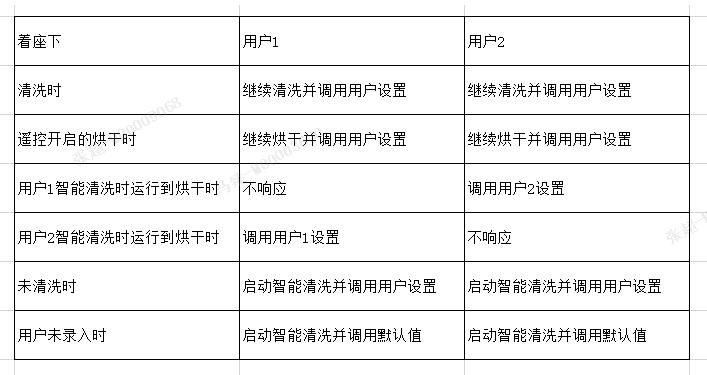 着座下 用户1 用户2
清洗时 继续清洗并调用用户设置 继续清洗并调用用户设置
遥控开启的烘干时 继续烘干并调用用户设置 继续烘干并调用用户设置
用户1智能清洗时运行到烘干时 不响应 调用用户2设置
用户2智能清洗时运行到烘干时 调用用户1设置 不响应
未清洗时 启动智能清洗并调用用户设置 启动智能清洗并调用用户设置
用户未录入时 启动智能清洗并调用默认值 启动智能清洗并调用默认值